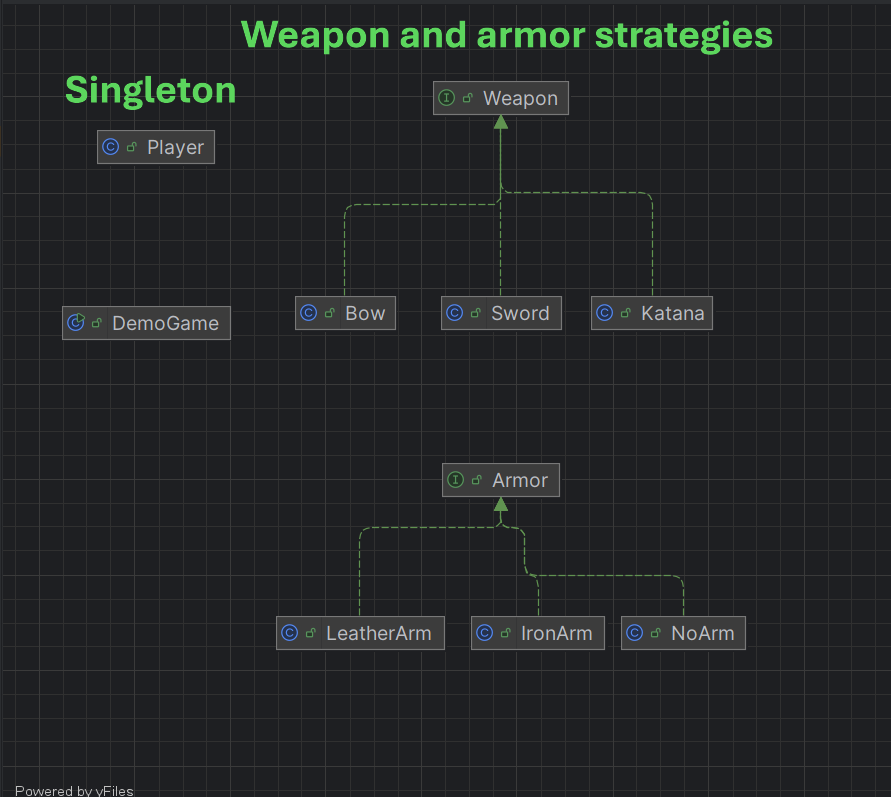 Weapon and armor strategies
Singleton
Weapon
Player
Bow
Sword
Katana
DemoGame
Armor
LeatherArm
IronArm
NoArm
Powered by yFiles